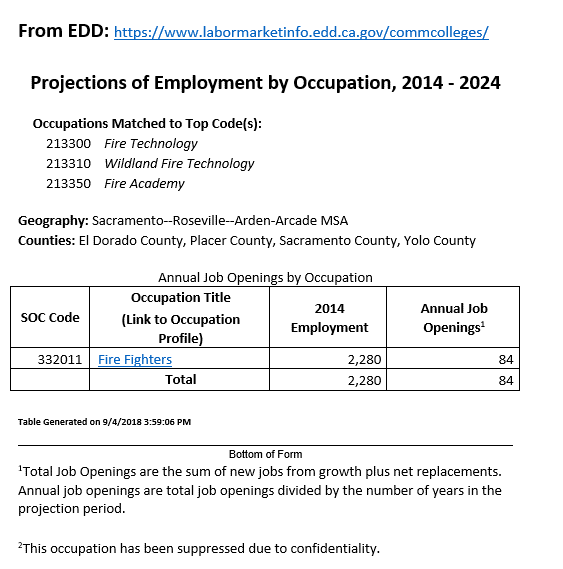 From EDD: https://www.labormarketinfo.edd.ca.gov/commcolleges/
Projections of Employment by Occupation, 2014 - 2024
Occupations Matched to Top Code(s):
213300 Fire Technology
213310 Wildland Fire Technology
213350 Fire Academy
Geography: Sacramento--Roseville--Arden-Arcade MSA
Counties: El Dorado County, Placer County, Sacramento County, Yolo County
Annual Job Openings by Occupation
SOC Code
Occupation Title
(Link to Occupation
Profile)
2014
Employment
Annual Job
Openings¹
332011 Fire Fighters 2,280 84
Total 2,280 84
Table Generated on 9/4/2018 3:59:06 PM
Bottom of Form
¹Total Job Openings are the sum of new jobs from growth plus net replacements.
Annual job openings are total job openings divided by the number of years in the
projection period.
²This occupation has been suppressed due to confidentiality.